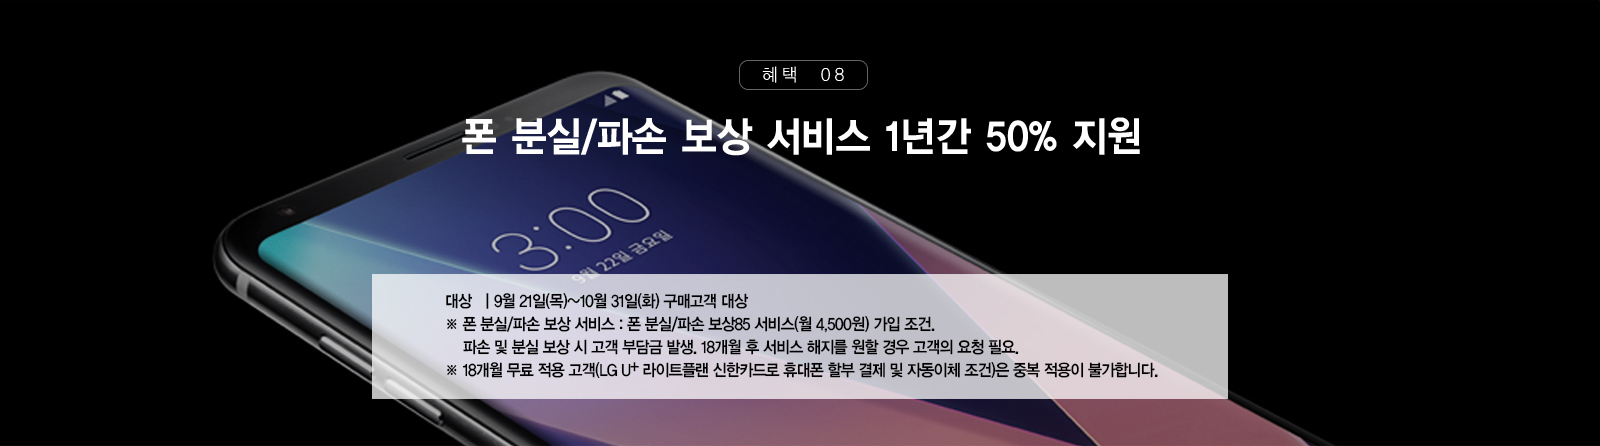 혜택 08
폰 분실/파손 보상 서비스 1년간 50% 지원
3:00
9월 22일 금요일
대상 | 9월 21일(목)~10월 31일(화) 구매고객 대상
※ 폰 분실/파손 보상 서비스 : 폰 분실/파손 보상85 서비스(월 4,500원) 가입 조건.
파손 및 분실 보상 시 고객 부담금 발생. 18개월 후 서비스 해지를 원할 경우 고객의 요청 필요.
※ 18개월 무료 적용 고객(LG U+ 라이트플랜 신한카드로 휴대폰 할부 결제 및 자동이체 조건)은 중복 적용이 불가합니다.